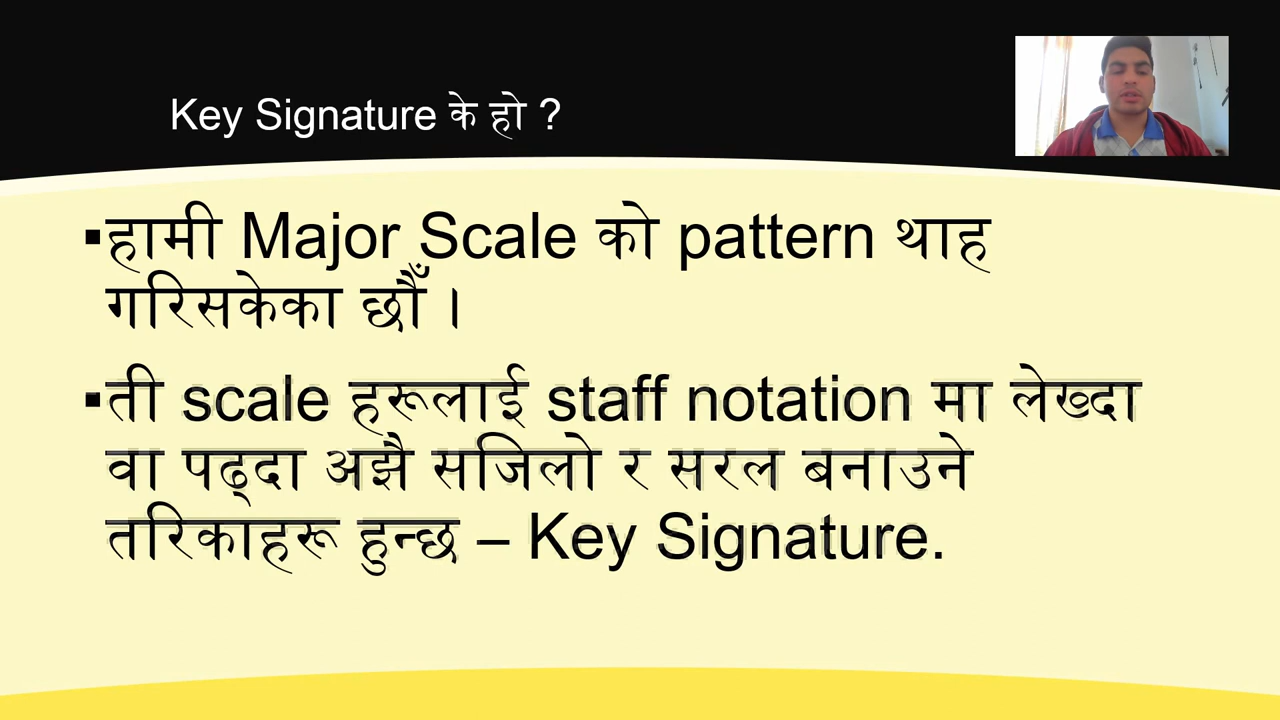 Key Signature के हो ?
▪हामी Major Scale को pattern थाह
गरिसकेका छौँ ।
▪ती scale हरूलाई staff notation मा लेख्दा
वा पढ्दा अझै सजिलो र सरल बनाउने
तरिकाहरू हुन्छ – Key Signature.